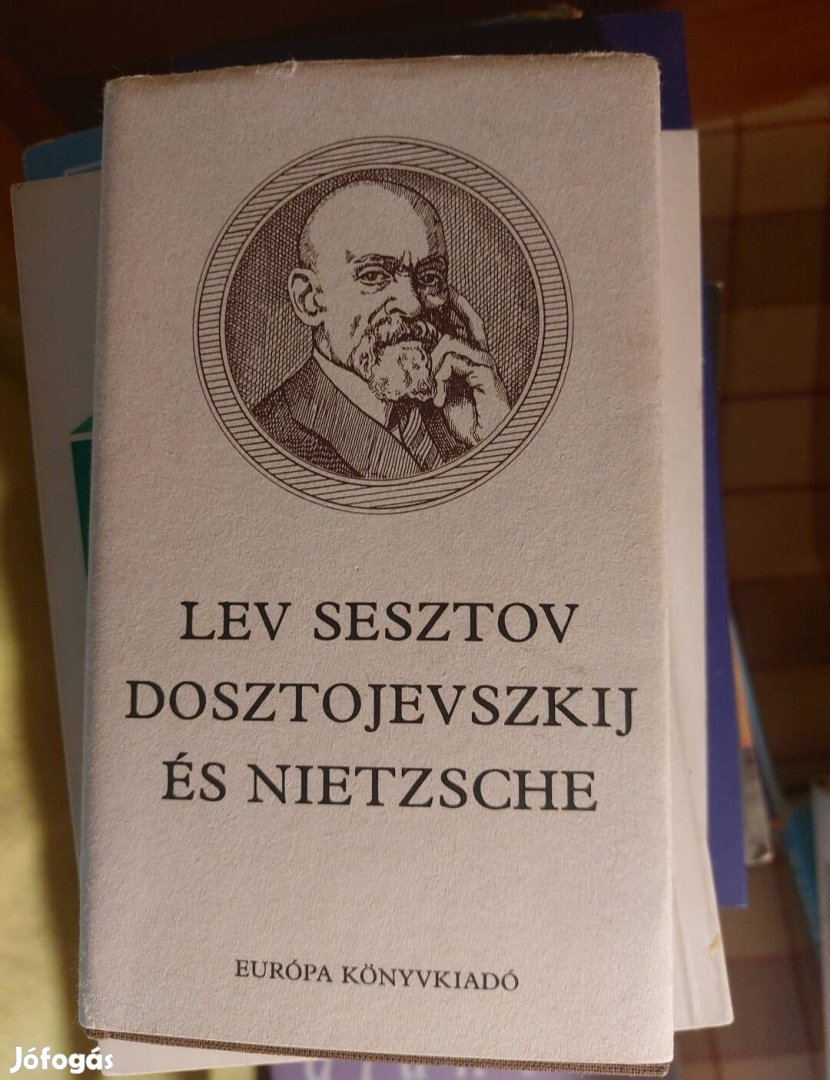 LEV SESZTOV
DOSZTOJEVSZKIJ
ÉS NIETZSCHE
EURÓPA KÖNYVKIADÓ
Jófogás